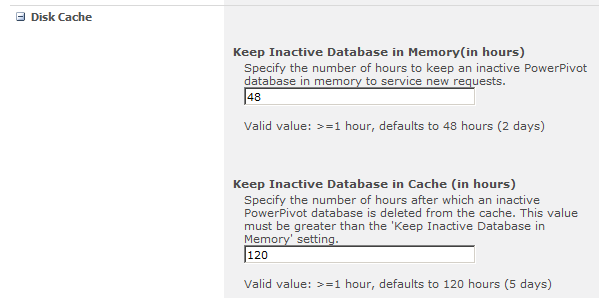 Disk Cache
Keep Inactive Database in Memory(in hours)
Specify the number of hours to keep an inactive PowerPivot
database in memory to service new requests.
48
Valid value: >=1 hour, defaults to 48 hours (2 days)
Keep Inactive Database in Cache (in hours)
Specify the number of hours after which an inactive
PowerPivot database is deleted from the cache. This value
must be greater than the 'Keep Inactive Database in
Memory' setting.
120
Valid value: >=1 hour, defaults to 120 hours (5 days)